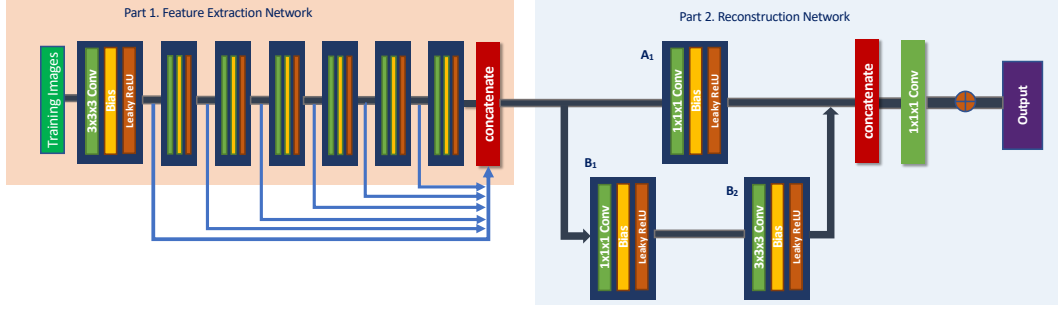 Part 1. Feature Extraction Network
Training Images
3x3x3 Conv
Bias
Leaky ReLU
concatenate
Part 2. Reconstruction Network
A1
1x1x1 Conv
Bias
Leaky ReLU
B1
1x1x1 Conv
Bias
Leaky ReLU
B2
3x3x3 Conv
Bias
Leaky ReLU
concatenate
1x1x1 Conv
Output